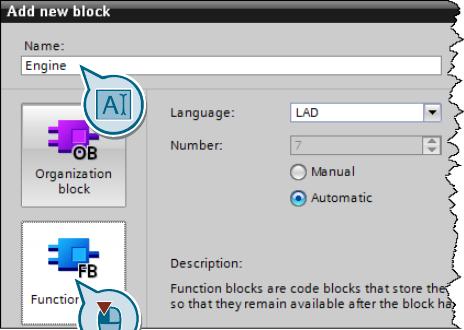 Add new block
Name:
Engine
AI
Language:
LAD
OB
Number:
7
Organization
block
Manual
Automatic
FB
Description:
Function
Function blocks are code blocks that store the
so that they remain available after the block